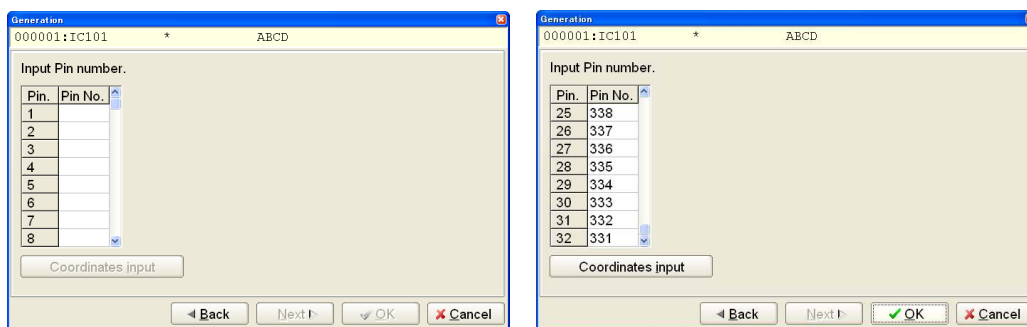 Generation
000001:IC101 * ABCD
Input Pin number.
Pin. Pin No.
1
2
3
4
5
6
7
8
Coordinates input
Back Next OK Cancel
Generation
000001:IC101 * ABCD
Input Pin number.
Pin. Pin No.
25 338
26 337
27 336
28 335
29 334
30 333
31 332
32 331
Coordinates input
Back Next OK Cancel